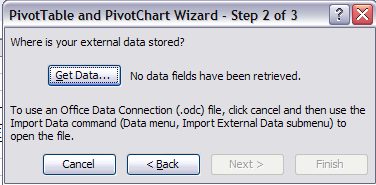 PivotTable and PivotChart Wizard - Step 2 of 3
Where is your external data stored?
Get Data... No data fields have been retrieved.
To use an Office Data Connection (.odc) file, click cancel and then use the
Import Data command (Data menu, Import External Data submenu) to
open the file.
Cancel < Back Next > Finish